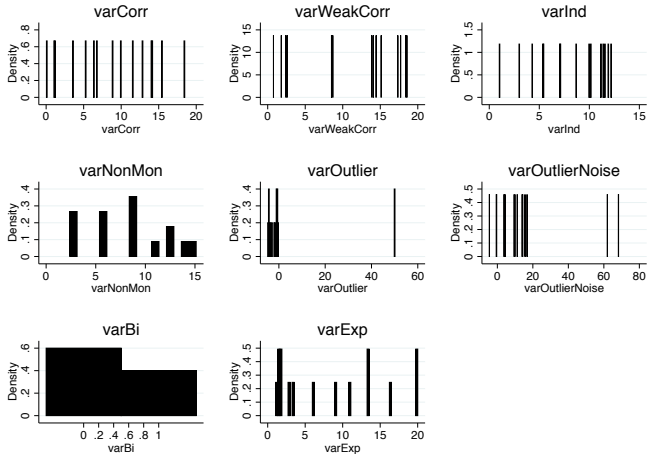 varCorr
Density
0 .2 .4 .6 .8
0 5 10 15 20
varCorr
varWeakCorr
Density
0 5 10 15
0 5 10 15 20
varWeakCorr
varInd
Density
0 .5 1 1.5
0 5 10 15
varInd
varNonMon
Density
0 .1 .2 .3 .4
0 5 10 15
varNonMon
varOutlier
Density
0 .1 .2 .3 .4
0 20 40 60
varOutlier
varOutlierNoise
Density
0 .1 .2 .3 .4 .5
0 20 40 60 80
varOutlierNoise
varBi
Density
0 .2 .4 .6
0 .2 .4 .6 .8 1
varBi
varExp
Density
0 .1 .2 .3 .4 .5
0 5 10 15 20
varExp